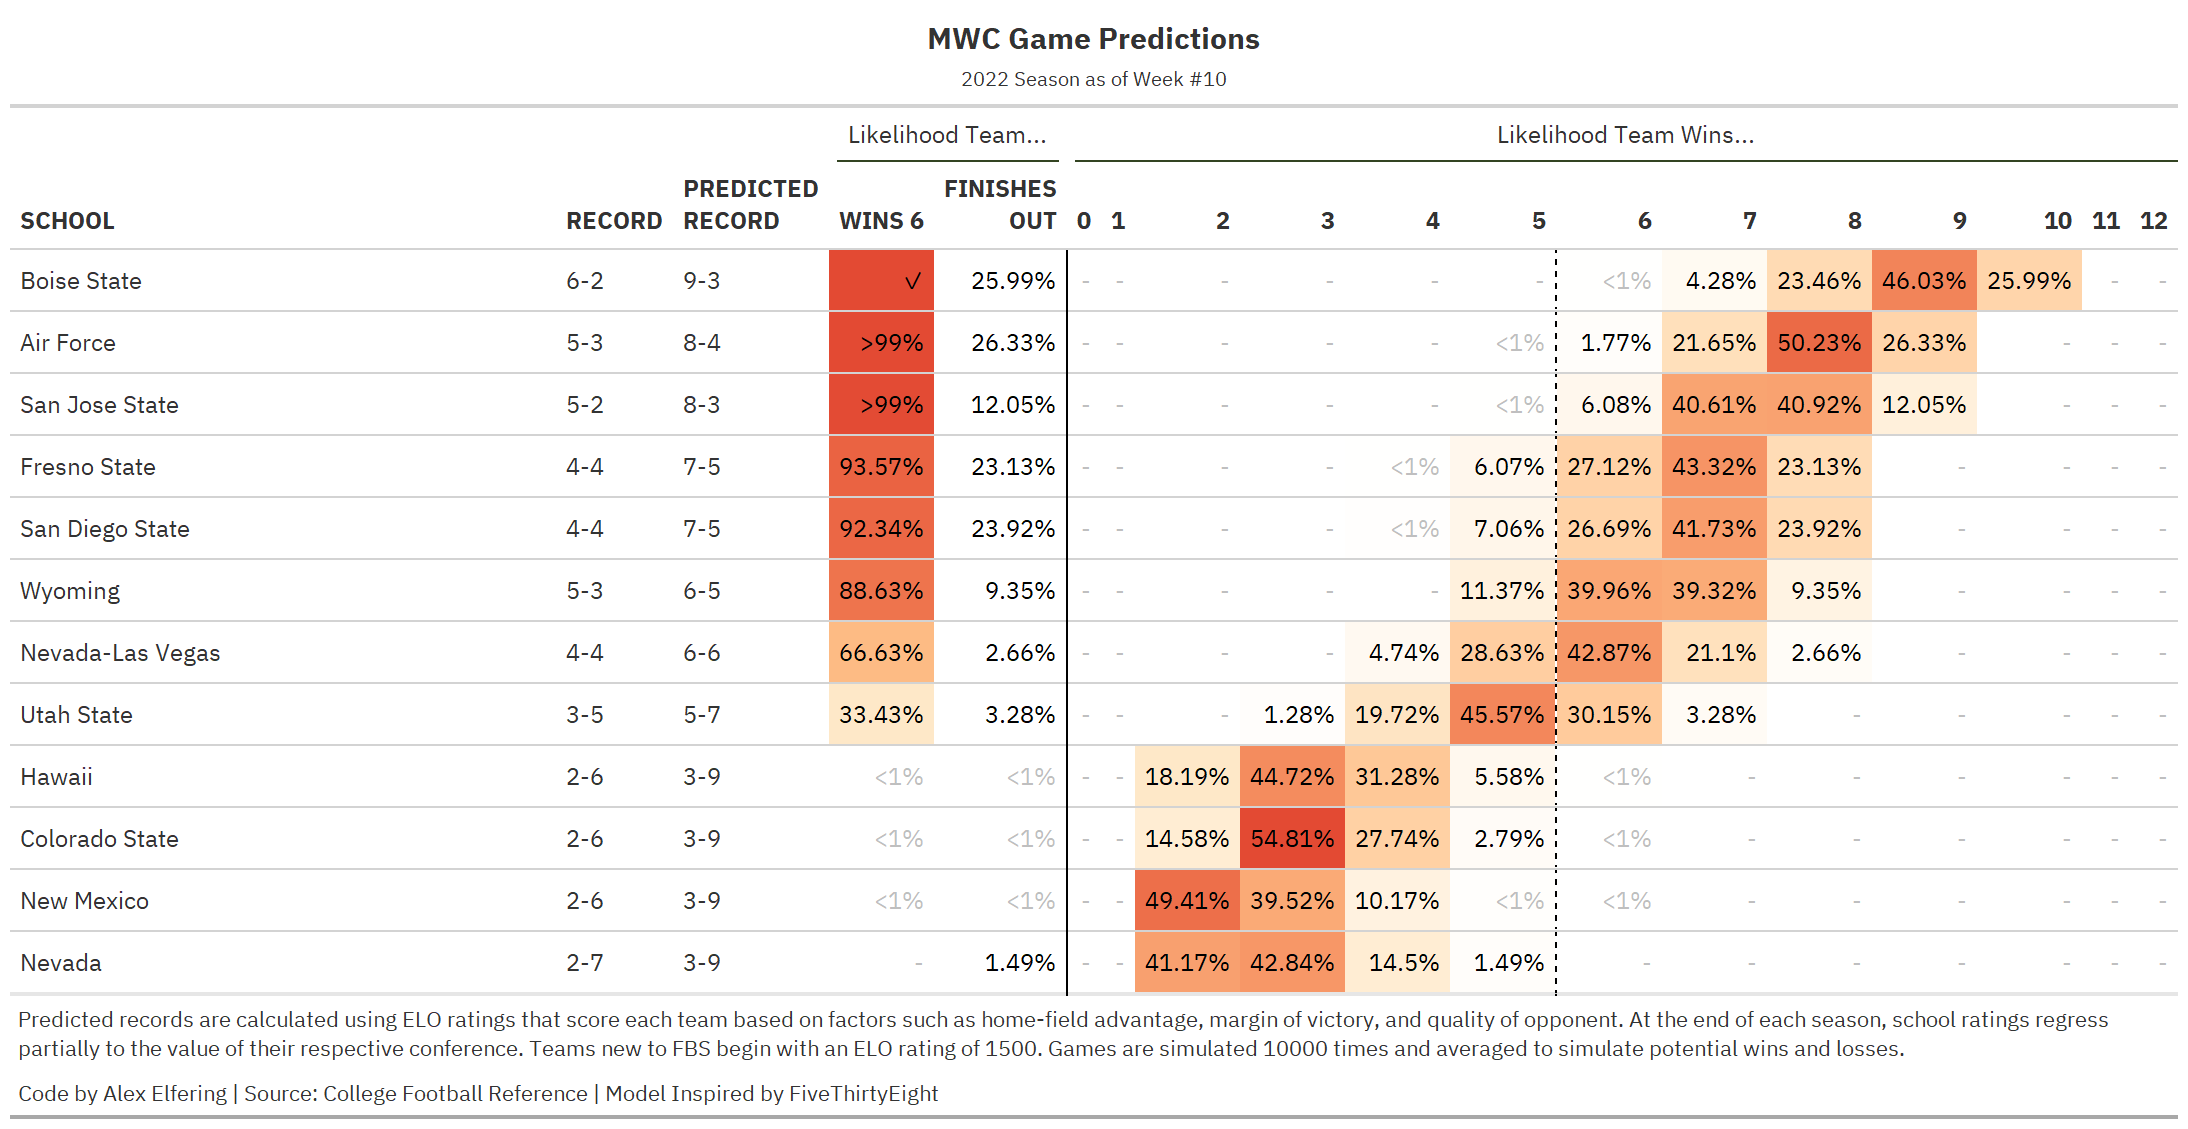 MWC Game Predictions
2022 Season as of Week #10
Likelihood Team... Likelihood Team Wins...
SCHOOL RECORD PREDICTED RECORD WINS 6 FINISHES OUT 0 1 2 3 4 5 6 7 8 9 10 11 12
Boise State 6-2 9-3 ✓ 25.99% - - - - - - <1% 4.28% 23.46% 46.03% 25.99% - -
Air Force 5-3 8-4 >99% 26.33% - - - - - <1% 1.77% 21.65% 50.23% 26.33% - - -
San Jose State 5-2 8-3 >99% 12.05% - - - - - <1% 6.08% 40.61% 40.92% 12.05% - - -
Fresno State 4-4 7-5 93.57% 23.13% - - - - <1% 6.07% 27.12% 43.32% 23.13% - - - -
San Diego State 4-4 7-5 92.34% 23.92% - - - - <1% 7.06% 26.69% 41.73% 23.92% - - - -
Wyoming 5-3 6-5 88.63% 9.35% - - - - - 11.37% 39.96% 39.32% 9.35% - - - -
Nevada-Las Vegas 4-4 6-6 66.63% 2.66% - - - - 4.74% 28.63% 42.87% 21.1% 2.66% - - - -
Utah State 3-5 5-7 33.43% 3.28% - - - 1.28% 19.72% 45.57% 30.15% 3.28% - - - - -
Hawaii 2-6 3-9 <1% <1% - - 18.19% 44.72% 31.28% 5.58% <1% - - - - - -
Colorado State 2-6 3-9 <1% <1% - - 14.58% 54.81% 27.74% 2.79% <1% - - - - - -
New Mexico 2-6 3-9 <1% <1% - - 49.41% 39.52% 10.17% <1% <1% - - - - - -
Nevada 2-7 3-9 - 1.49% - - 41.17% 42.84% 14.5% 1.49% - - - - - - -
Predicted records are calculated using ELO ratings that score each team based on factors such as home-field advantage, margin of victory, and quality of opponent. At the end of each season, school ratings regress
partially to the value of their respective conference. Teams new to FBS begin with an ELO rating of 1500. Games are simulated 10000 times and averaged to simulate potential wins and losses.
Code by Alex Elfering | Source: College Football Reference | Model Inspired by FiveThirtyEight